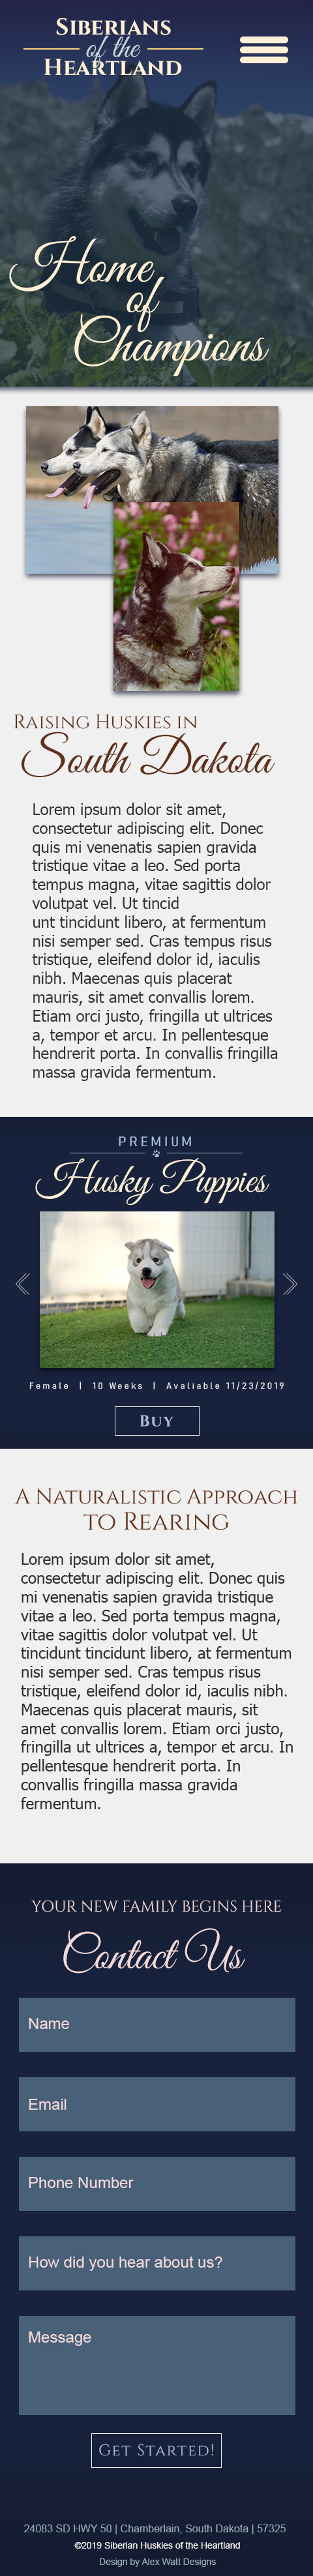 Siberians
of the
Heartland
Home
of
Champions
Raising Huskies in
South Dakota
Lorem ipsum dolor sit amet,
consectetur adipiscing elit. Donec
quis mi venenatis sapien gravida
tristique vitae a leo. Sed porta
tempus magna, vitae sagittis dolor
volutpat vel. Ut tincid
unt tincidunt libero, at fermentum
nisi semper sed. Cras tempus risus
tristique, eleifend dolor id, iaculis
nibh. Maecenas quis placerat
mauris, sit amet convallis lorem.
Etiam orci justo, fringilla ut ultrices
a, tempor et arcu. In pellentesque
hendrerit porta. In convallis fringilla
massa gravida fermentum.
PREMIUM
Husky Puppies
Female | 10 Weeks | Avaliable 11/23/2019
Buy
A Naturalistic Approach
to Rearing
Lorem ipsum dolor sit amet,
consectetur adipiscing elit. Donec quis
mi venenatis sapien gravida tristique
vitae a leo. Sed porta tempus magna,
vitae sagittis dolor volutpat vel. Ut
tincidunt tincidunt libero, at fermentum
nisi semper sed. Cras tempus risus
tristique, eleifend dolor id, iaculis nibh.
Maecenas quis placerat mauris, sit
amet convallis lorem. Etiam orci justo,
fringilla ut ultrices a, tempor et arcu. In
pellentesque hendrerit porta. In
convallis fringilla massa gravida
fermentum.
YOUR NEW FAMILY BEGINS HERE
Contact Us
Name
Email
Phone Number
How did you hear about us?
Message
Get Started!
24083 SD HWY 50 | Chamberlain, South Dakota | 57325
©2019 Siberian Huskies of the Heartland
Design by Alex Watt Designs